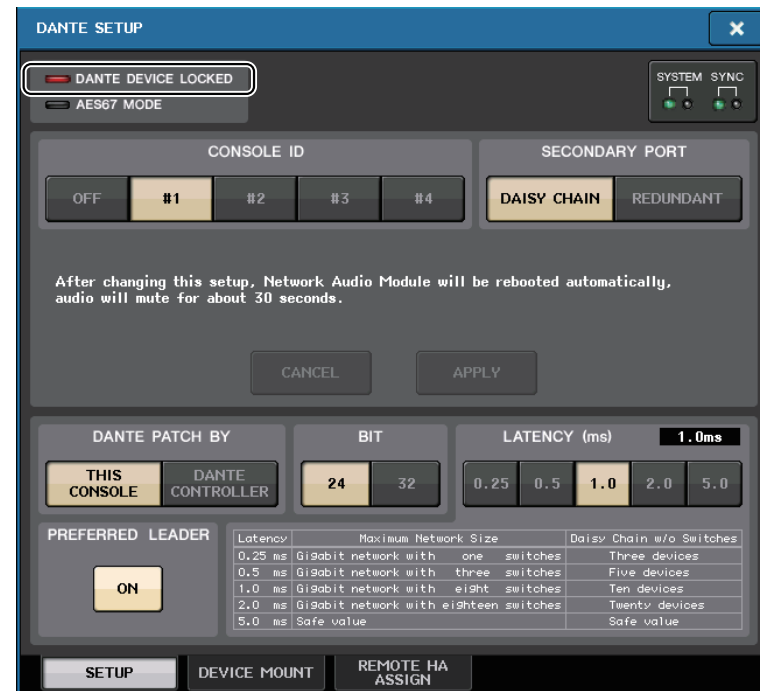 DANTE SETUP
DANTE DEVICE LOCKED
AES67 MODE
SYSTEM SYNC
CONSOLE ID
OFF #1 #2 #3 #4
SECONDARY PORT
DAISY CHAIN REDUNDANT
After changing this setup, Network Audio Module will be rebooted automatically,
audio will mute for about 30 seconds.
CANCEL APPLY
DANTE PATCH BY
THIS CONSOLE DANTE CONTROLLER
BIT
24 32
LATENCY (ms) 1.0ms
0.25 0.5 1.0 2.0 5.0
PREFERRED LEADER
ON
Latency Maximum Network Size Daisy Chain w/o Switches
0.25 ms Gigabit network with one switches Three devices
0.5 ms Gigabit network with three switches Five devices
1.0 ms Gigabit network with eight switches Ten devices
2.0 ms Gigabit network with eighteen switches Twenty devices
5.0 ms Safe value Safe value
SETUP DEVICE MOUNT REMOTE HA ASSIGN